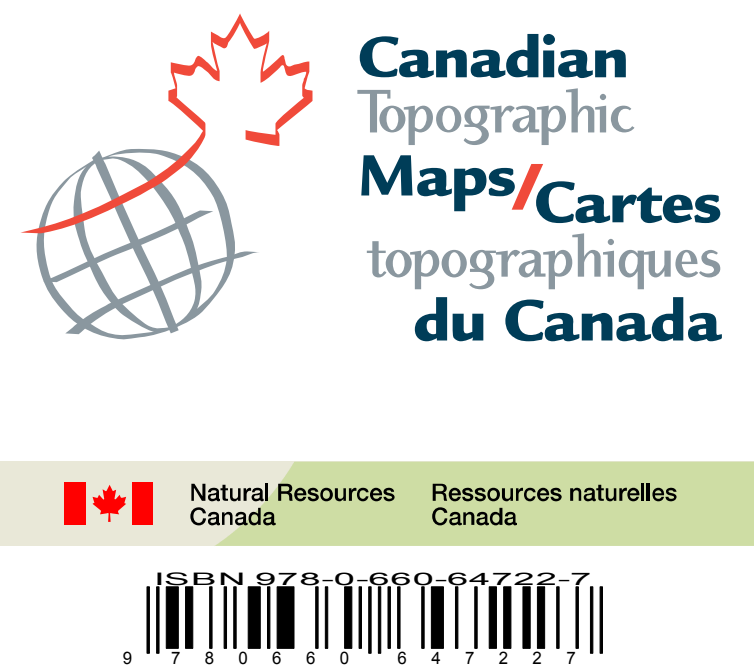 Canadian
Topographic
Maps/Cartes
topographiques
du Canada
Natural Resources Canada
Ressources naturelles Canada
ISBN 978-0-660-64722-7
9 780660 647227